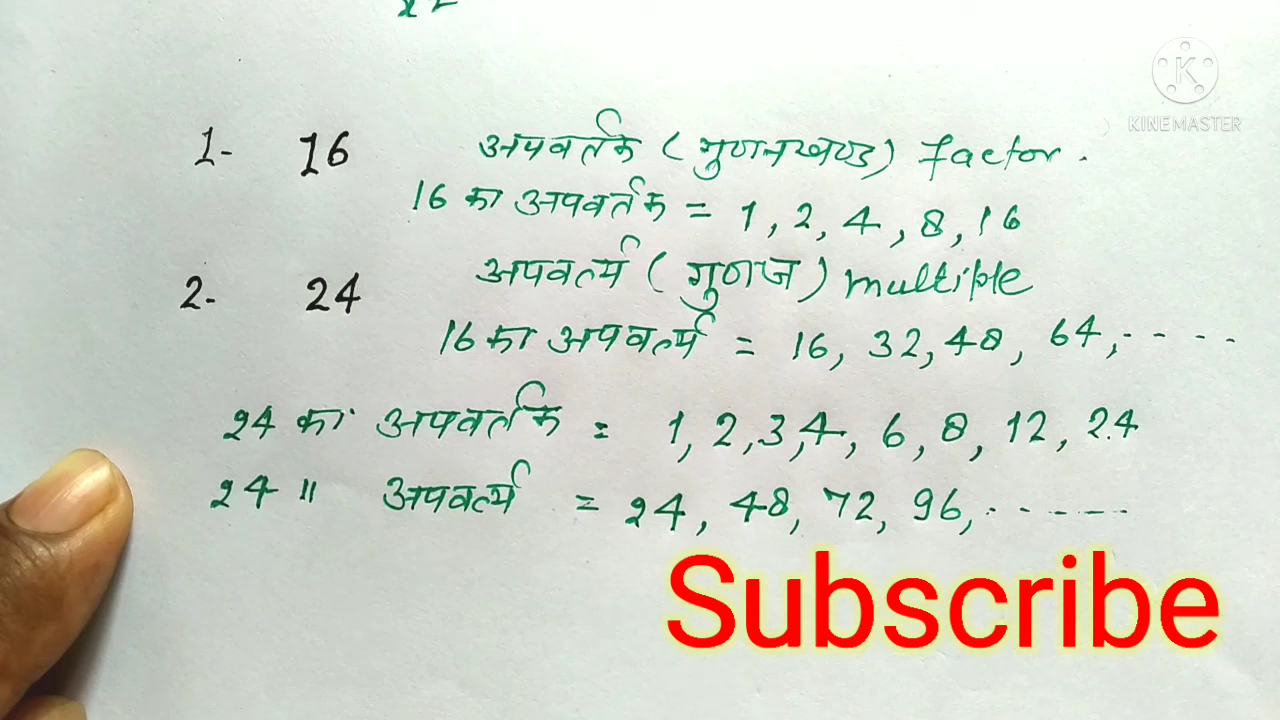 KINEMASTER
1- 16 अपवर्तक (गुणनखण्ड) factor.
16 का अपवर्तक = 1, 2, 4, 8, 16
2- 24 अपवर्त्य (गुणज) multiple
16 का अपवर्त्य = 16, 32, 48, 64, ----
24 का अपवर्तक = 1, 2, 3, 4, 6, 8, 12, 24
24 " अपवर्त्य = 24, 48, 72, 96, ------
Subscribe